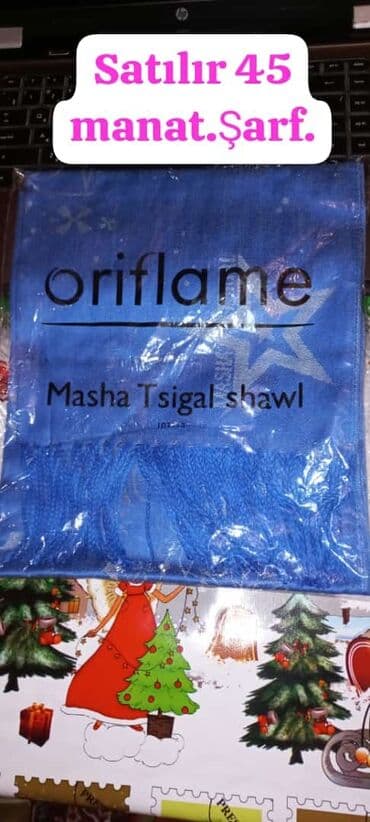 Satılır 45
manat.Şarf.
oriflame
Masha Tsigal shawl